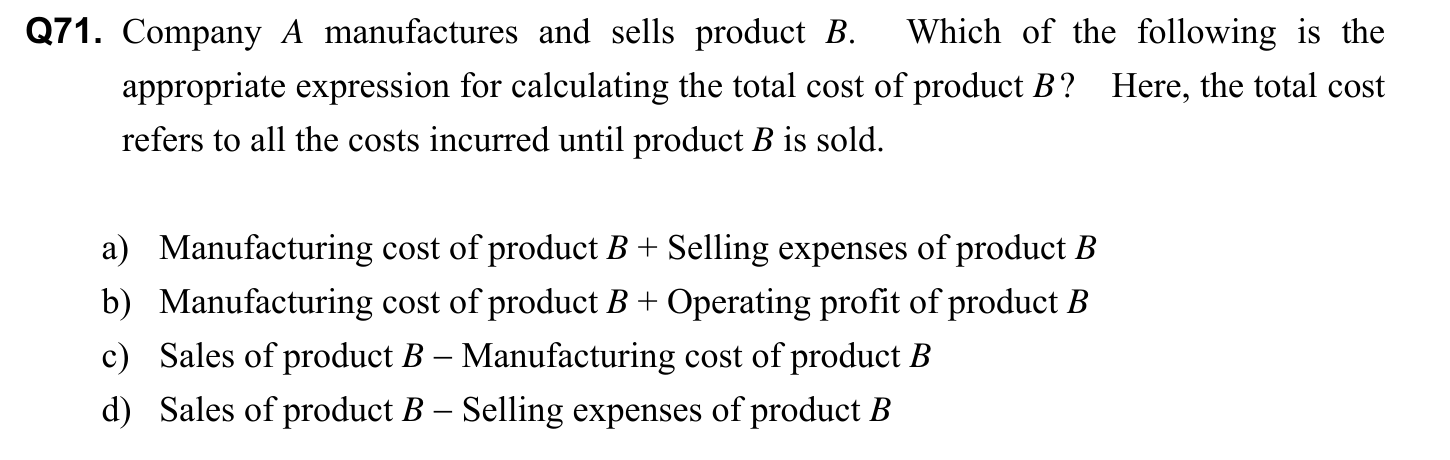 Q71. Company A manufactures and sells product B. Which of the following is the
appropriate expression for calculating the total cost of product B? Here, the total cost
refers to all the costs incurred until product B is sold.
a) Manufacturing cost of product B + Selling expenses of product B
b) Manufacturing cost of product B + Operating profit of product B
c) Sales of product B – Manufacturing cost of product B
d) Sales of product B – Selling expenses of product B